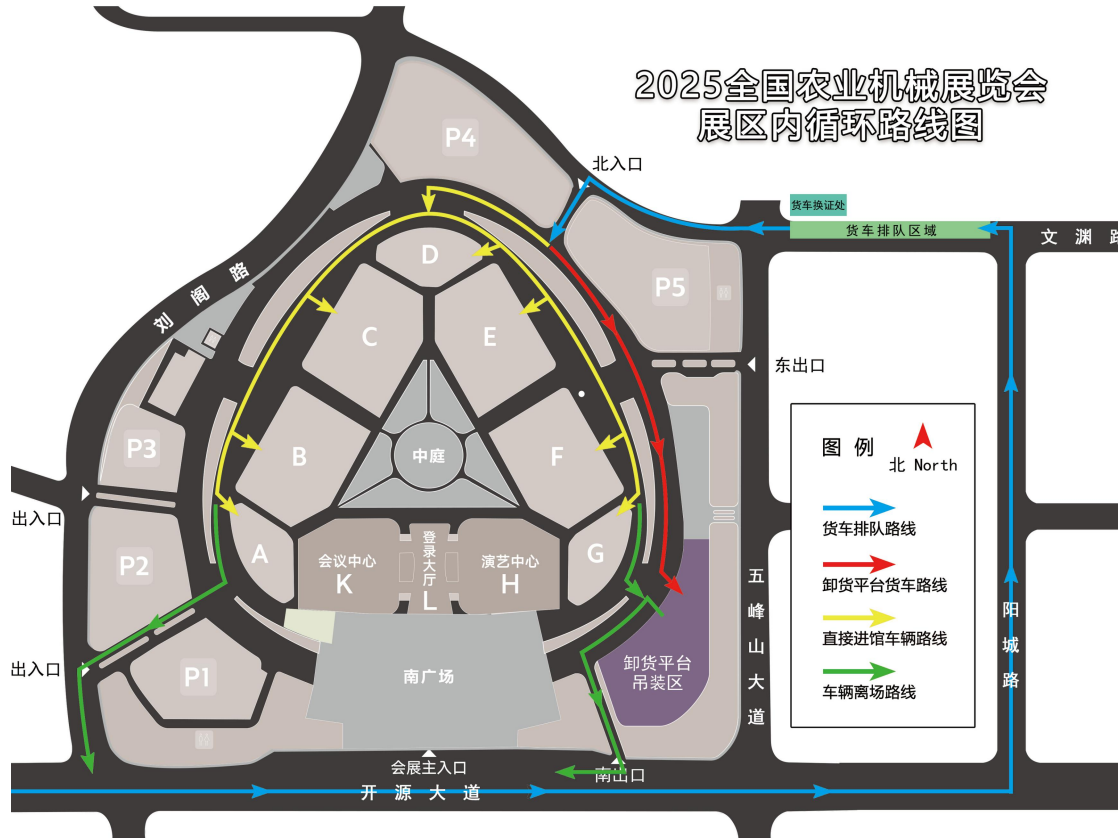 2025全国农业机械展览会
展区内循环路线图
P4
北入口
货车换证处
货车排队区域
文渊路
D
P5
刘阁路
C
E
东出口
P3
B
中庭
F
图例
北 North
货车排队路线
卸货平台货车路线
直接进馆车辆路线
车辆离场路线
出入口
P2
A
会议中心
K
登录大厅
L
演艺中心
H
G
五峰山大道
阳城路
出入口
P1
南广场
卸货平台
吊装区
会展主入口
南出口
开源大道